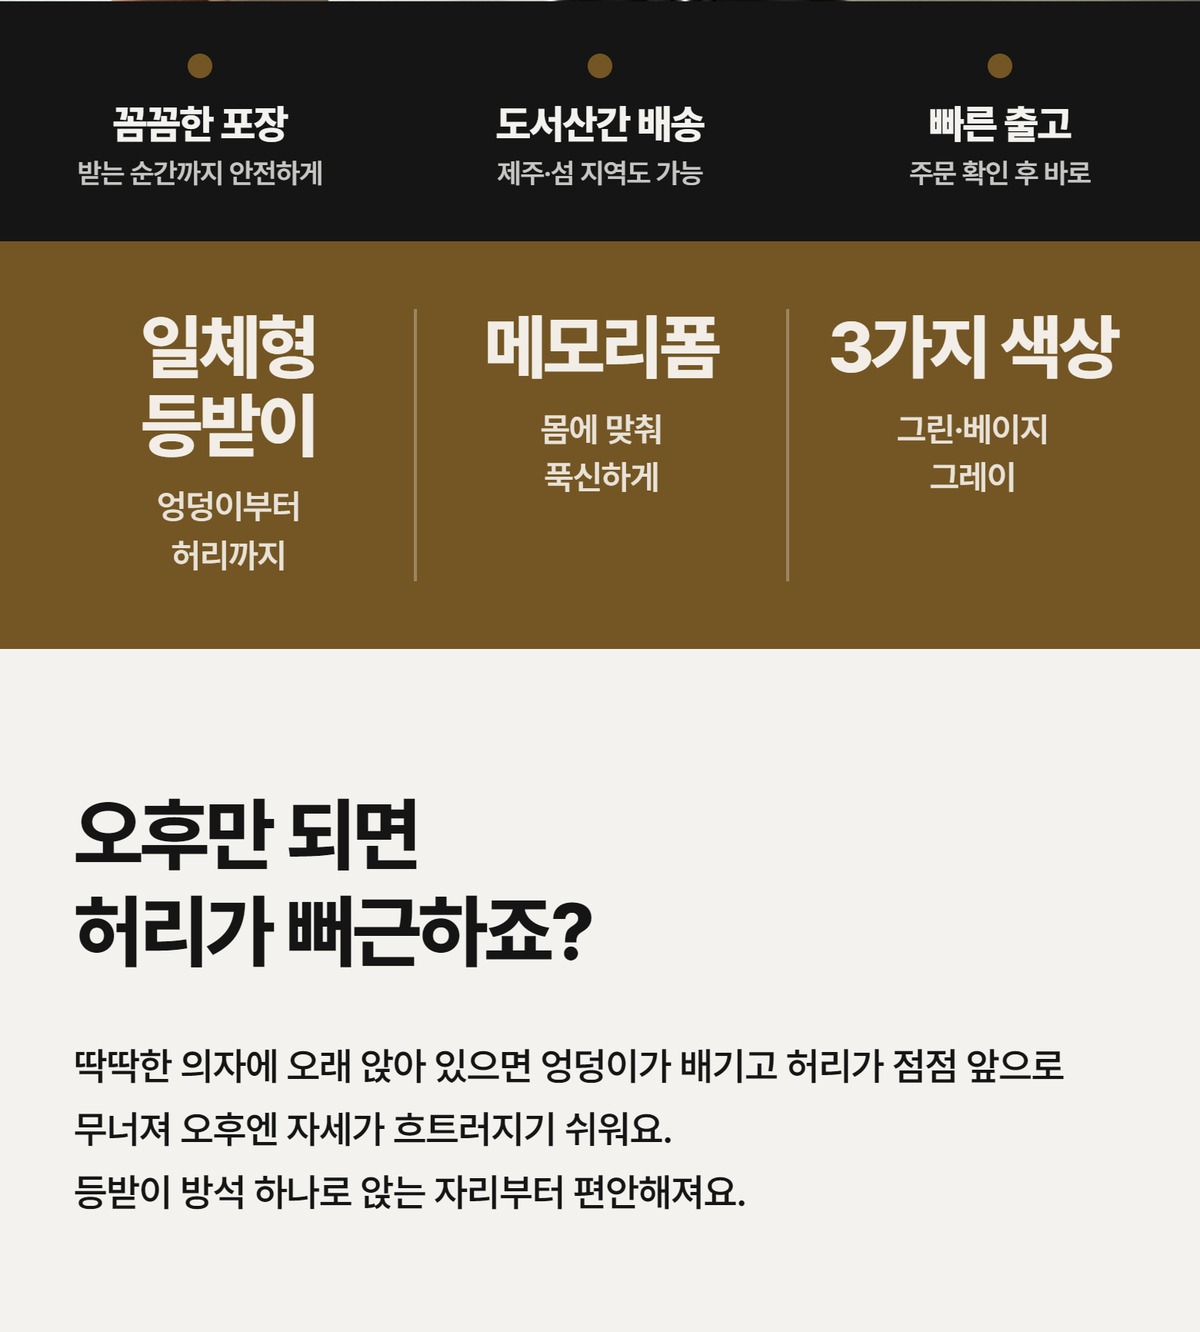 꼼꼼한 포장
받는 순간까지 안전하게
도서산간 배송
제주·섬 지역도 가능
빠른 출고
주문 확인 후 바로
일체형
등받이
엉덩이부터
허리까지
메모리폼
몸에 맞춰
푹신하게
3가지 색상
그린·베이지
그레이
오후만 되면
허리가 뻐근하죠?
딱딱한 의자에 오래 앉아 있으면 엉덩이가 배기고 허리가 점점 앞으로
무너져 오후엔 자세가 흐트러지기 쉬워요.
등받이 방석 하나로 앉는 자리부터 편안해져요.